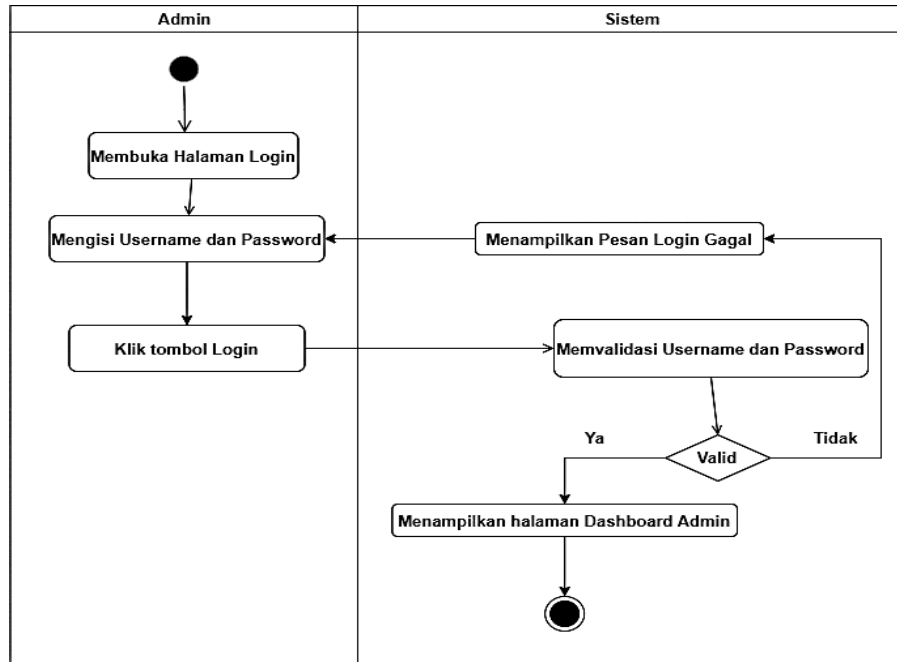 Admin
Sistem
Membuka Halaman Login
Mengisi Username dan Password
Menampilkan Pesan Login Gagal
Klik tombol Login
Memvalidasi Username dan Password
Ya
Valid
Tidak
Menampilkan halaman Dashboard Admin